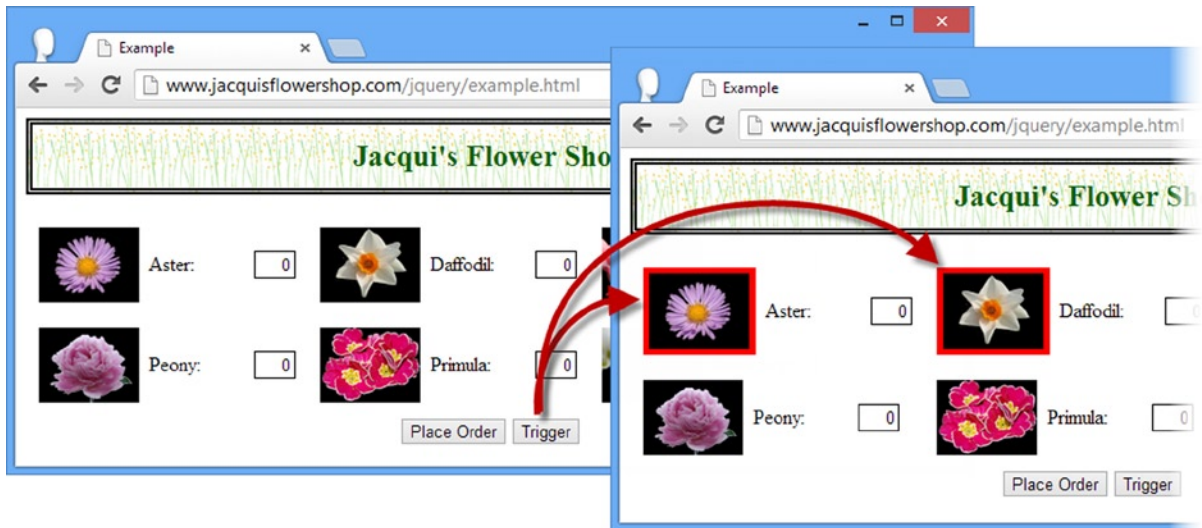 Example
www.jacquisflowershop.com/jquery/example.html
Jacqui's Flower Sho
Aster: 0
Daffodil: 0
Peony: 0
Primula: 0
Place Order
Trigger
Example
www.jacquisflowershop.com/jquery/example.html
Jacqui's Flower Sh
Aster: 0
Daffodil: 0
Peony: 0
Primula: 0
Place Order
Trigger